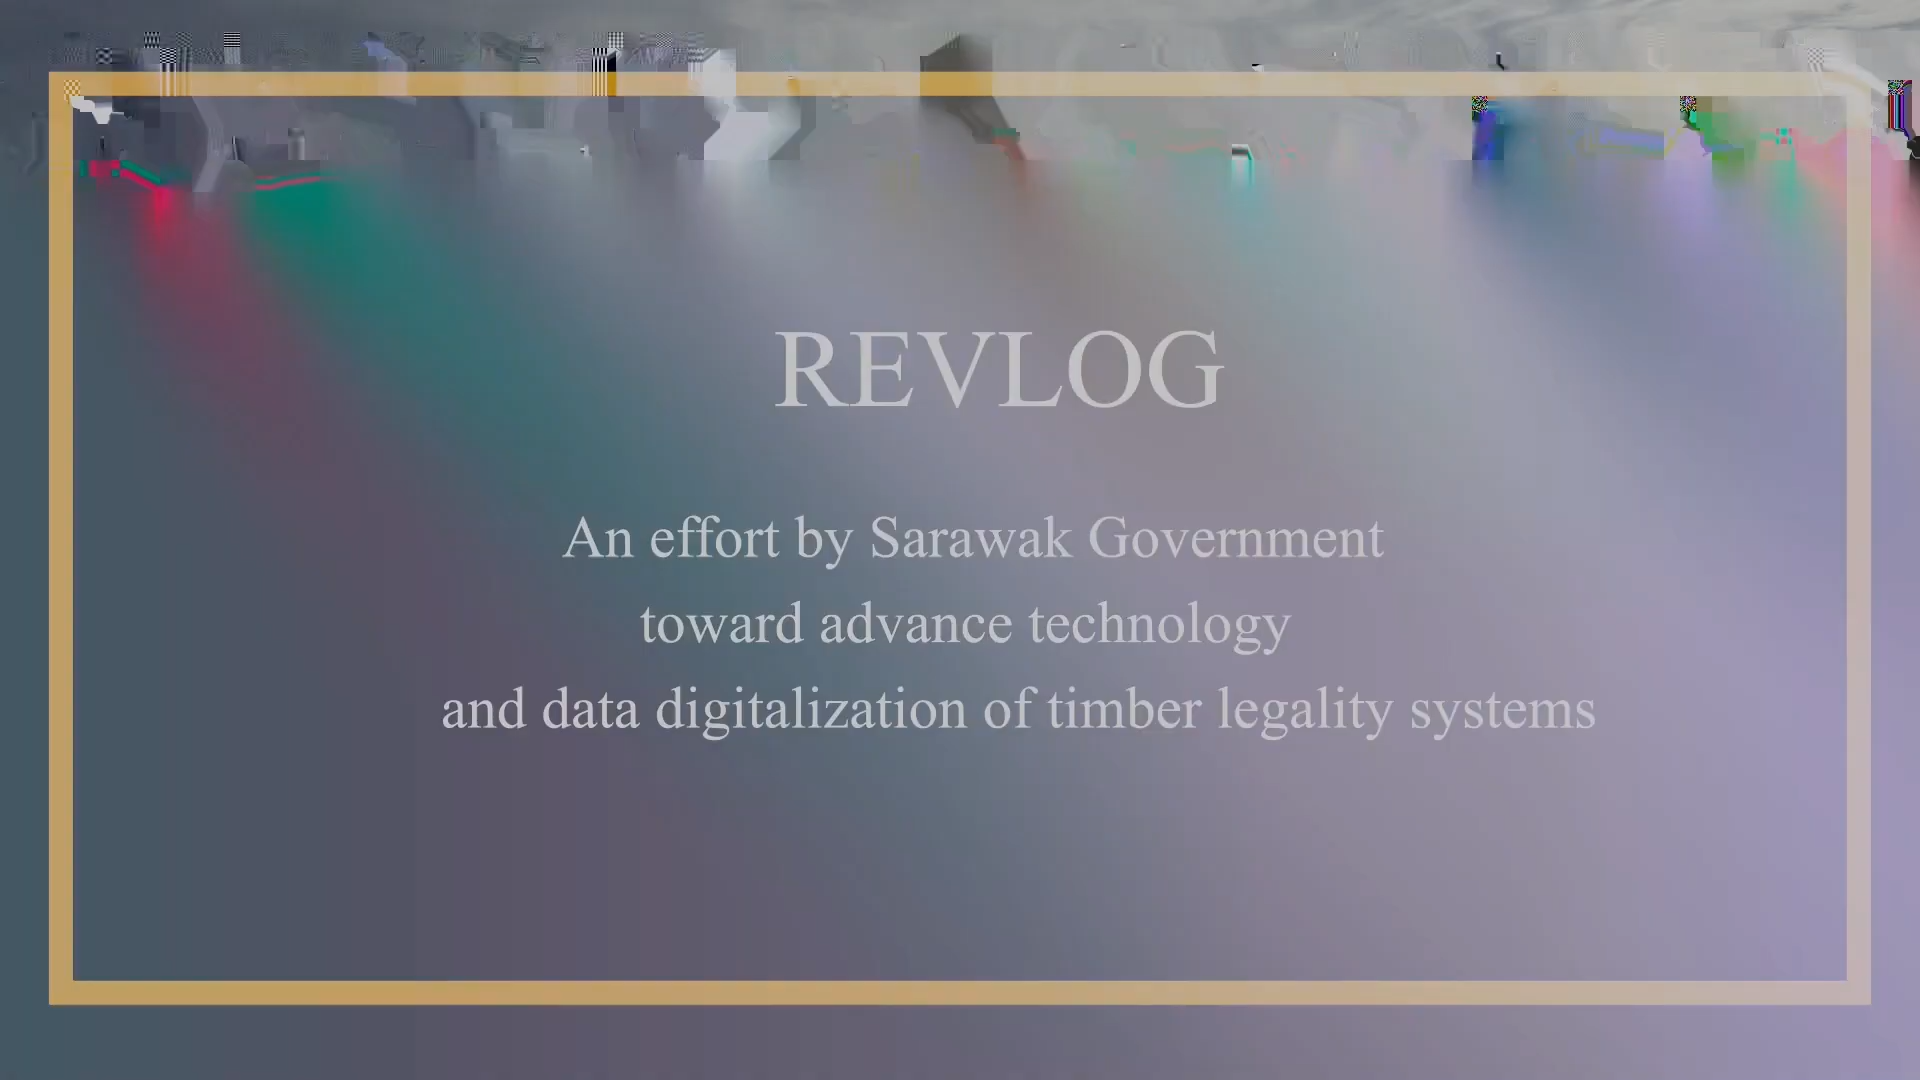 REVLOG
An effort by Sarawak Government
toward advance technology
and data digitalization of timber legality systems